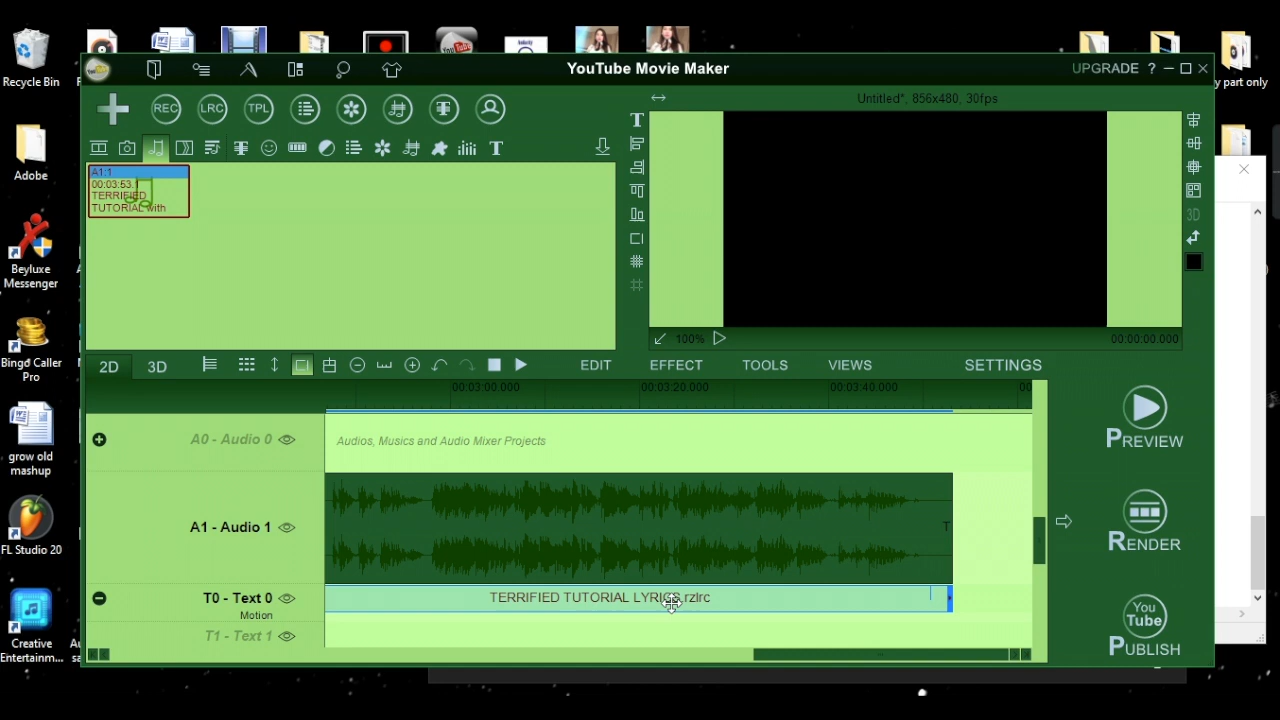 Recycle Bin
Adobe
Beyluxe
Messenger
Bingo Caller
Pro
grow old
mashup
FL Studio 20
Creative
Entertainm...
y part only
YouTube Movie Maker
UPGRADE ?
REC
LRC
TPL
Untitled*, 856x480, 30fps
A1:1
00:03:53.1
TERRIFIED
TUTORIAL with
3D
100%
00:00:00.000
2D
3D
EDIT
EFFECT
TOOLS
VIEWS
SETTINGS
00:03:00.000
00:03:20.000
00:03:40.000
00
A0 - Audio 0
Audios, Musics and Audio Mixer Projects
A1 - Audio 1
T
T0 - Text 0
Motion
TERRIFIED TUTORIAL LYRICS.rzlrc
T1 - Text 1
PREVIEW
RENDER
You
Tube
PUBLISH